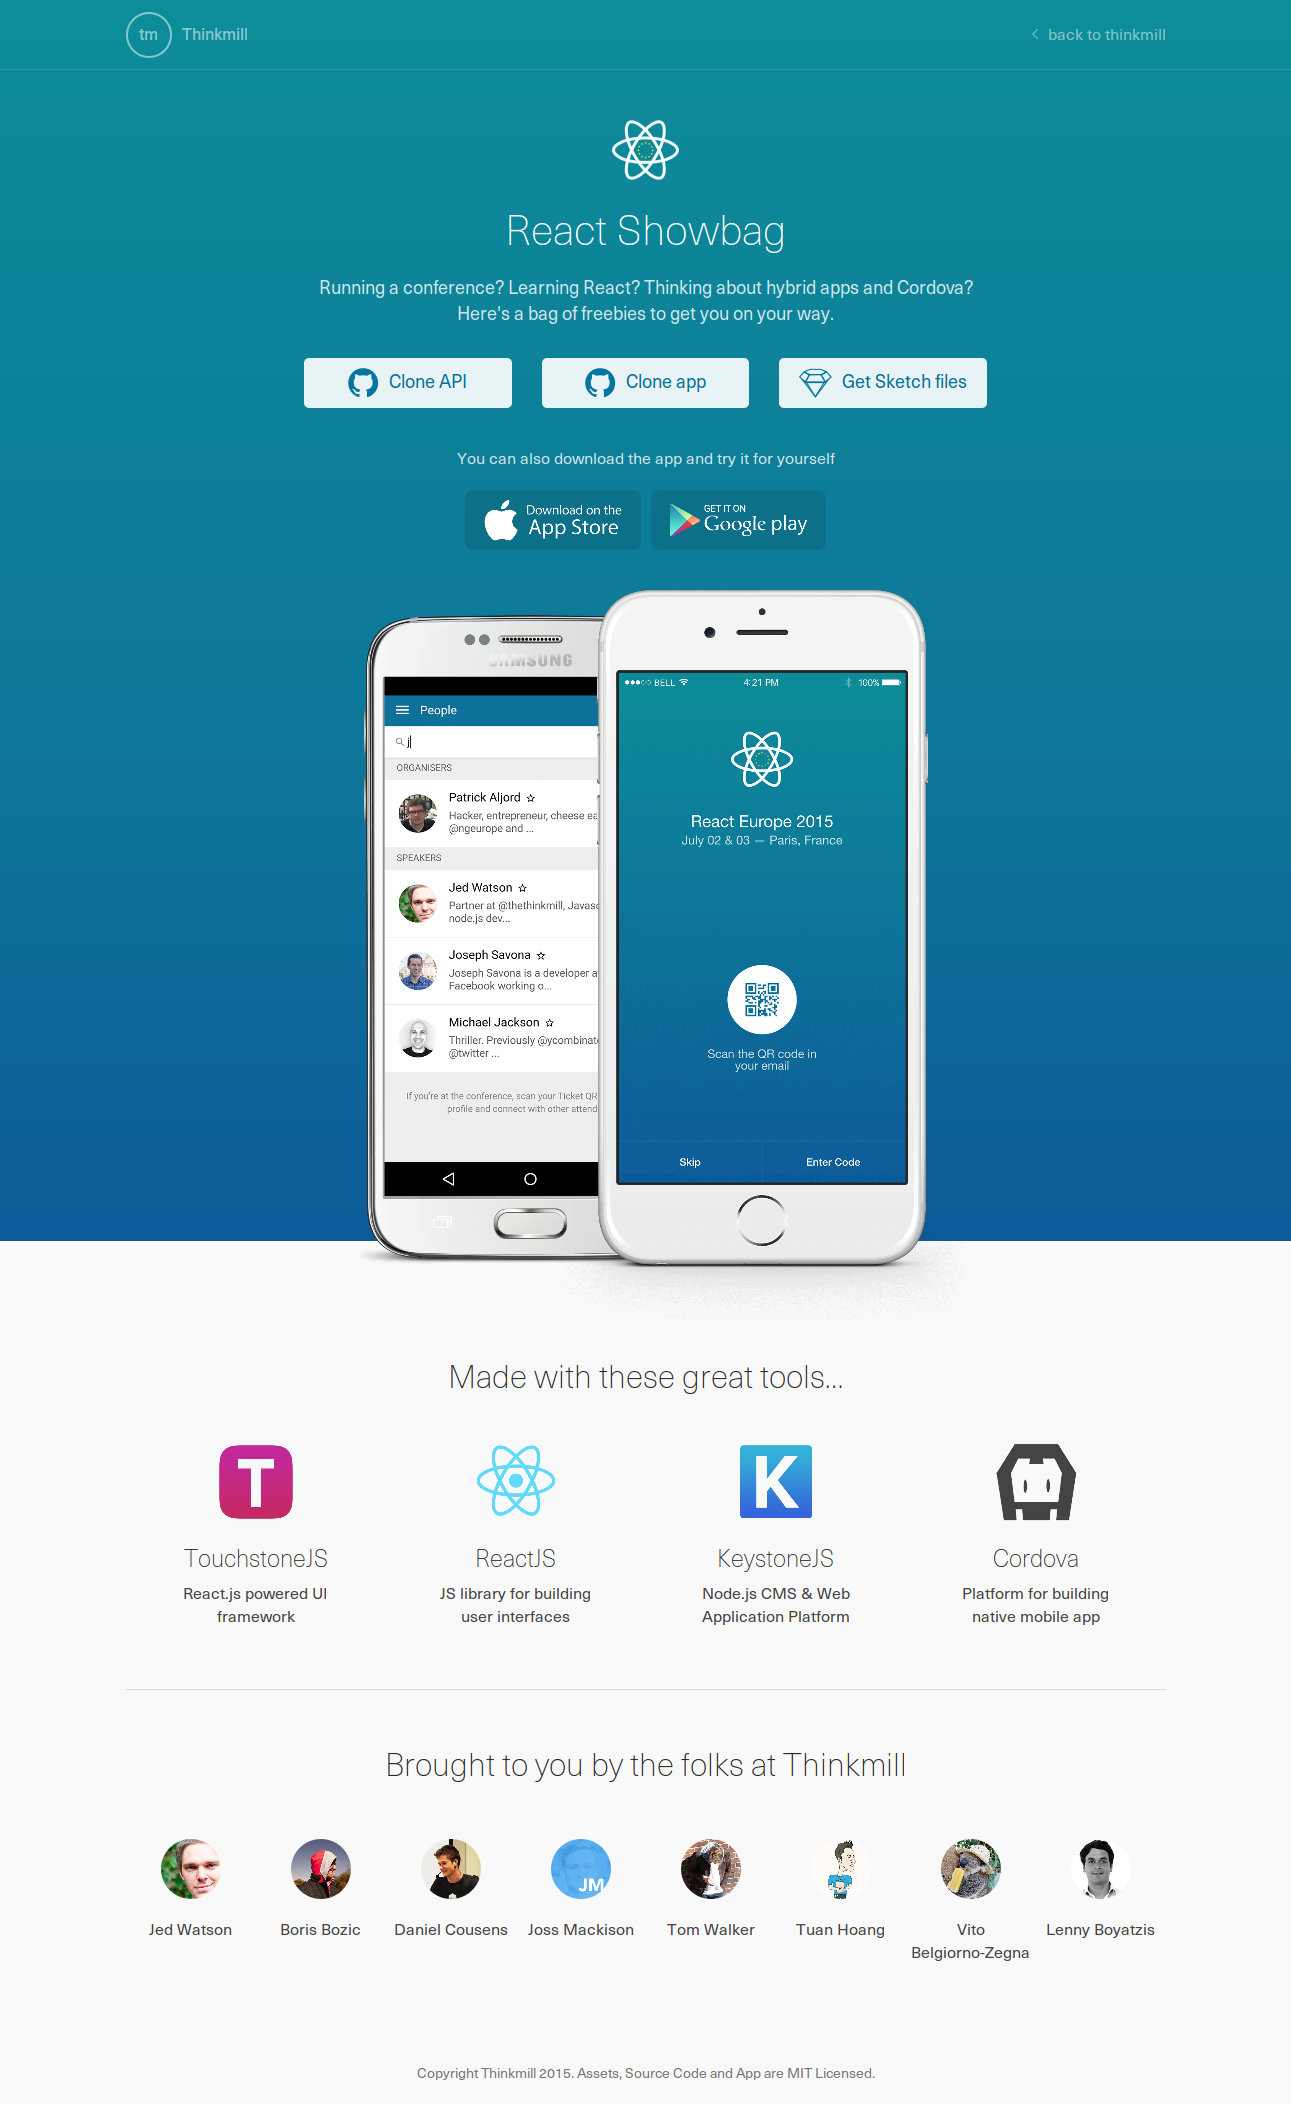 tm Thinkmill
back to thinkmill
React Showbag
Running a conference? Learning React? Thinking about hybrid apps and Cordova?
Here's a bag of freebies to get you on your way.
Clone API
Clone app
Get Sketch files
You can also download the app and try it for yourself
Download on the
App Store
GET IT ON
Google play
SAMSUNG
People
j
ORGANISERS
Patrick Aljord
Hacker, entrepreneur, cheese ea
@ngeurope and ...
SPEAKERS
Jed Watson
Partner at @thethinkmill, Javasc
node.js dev...
Joseph Savona
Joseph Savona is a developer a
Facebook working o...
Michael Jackson
Thriller. Previously @ycombinat
@twitter ...
If you're at the conference, scan your Ticket QR
profile and connect with other attend
BELL
4:21 PM
100%
React Europe 2015
July 02 & 03 — Paris, France
Scan the QR code in
your email
Skip
Enter Code
Made with these great tools...
T
K
TouchstoneJS
React.js powered UI
framework
ReactJS
JS library for building
user interfaces
KeystoneJS
Node.js CMS & Web
Application Platform
Cordova
Platform for building
native mobile app
Brought to you by the folks at Thinkmill
JM
Jed Watson
Boris Bozic
Daniel Cousens
Joss Mackison
Tom Walker
Tuan Hoang
Vito
Belgiorno-Zegna
Lenny Boyatzis
Copyright Thinkmill 2015. Assets, Source Code and App are MIT Licensed.